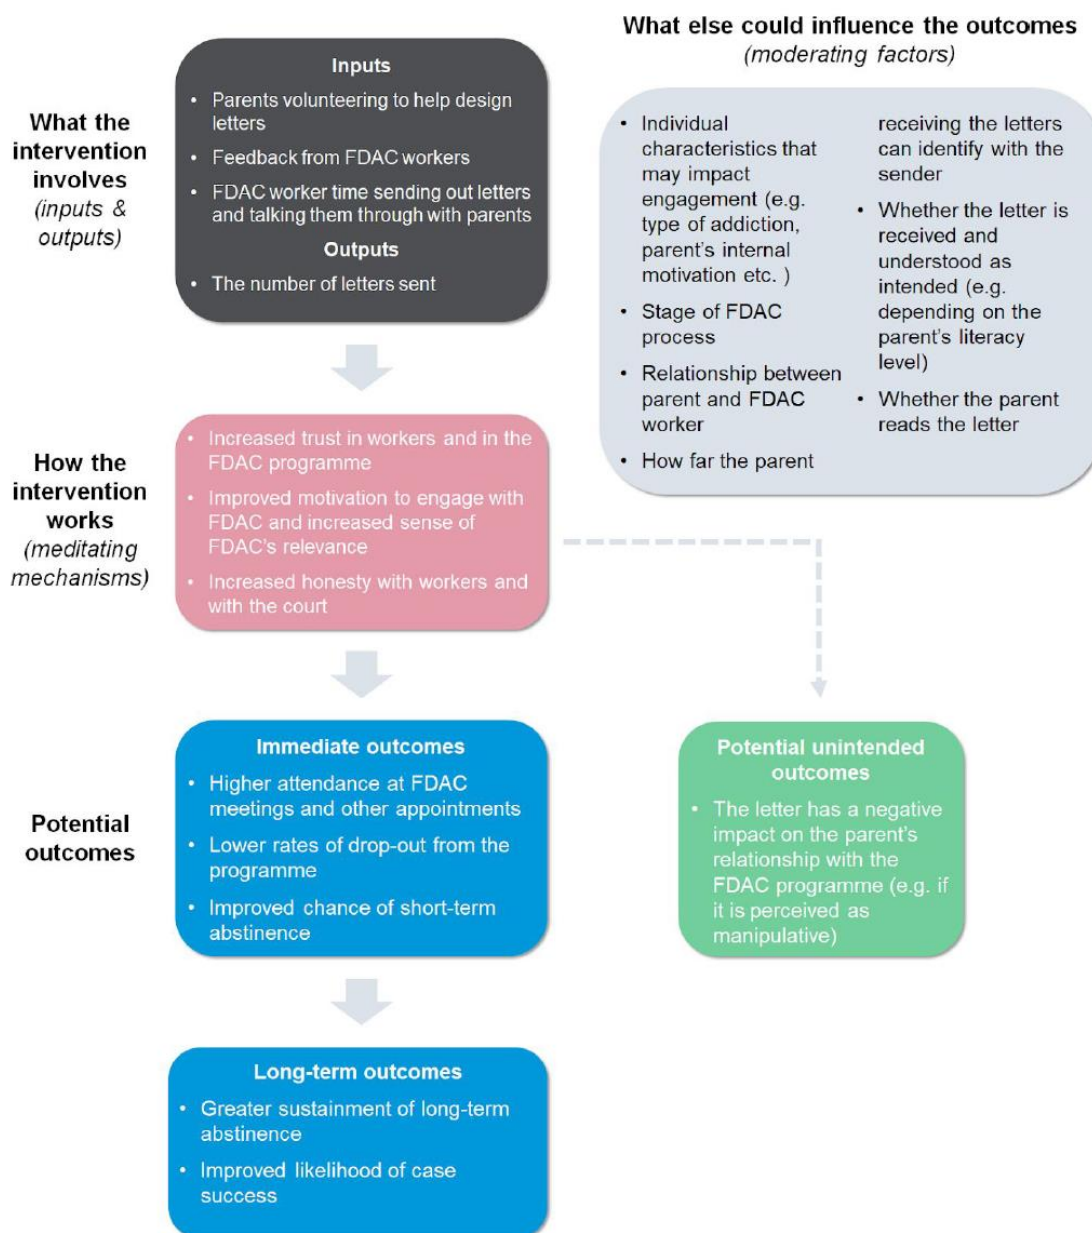 What the
intervention
involves
(inputs &
outputs)
Inputs
• Parents volunteering to help design
letters
• Feedback from FDAC workers
• FDAC worker time sending out letters
and talking them through with parents
Outputs
• The number of letters sent
What else could influence the outcomes
(moderating factors)
• Individual
characteristics that
may impact
engagement (e.g.
type of addiction,
parent's internal
motivation etc. )
• Stage of FDAC
process
• Relationship between
parent and FDAC
worker
• How far the parent
receiving the letters
can identify with the
sender
• Whether the letter is
received and
understood as
intended (e.g.
depending on the
parent's literacy
level)
• Whether the parent
reads the letter
How the
intervention
works
(meditating
mechanisms)
• Increased trust in workers and in the
FDAC programme
• Improved motivation to engage with
FDAC and increased sense of
FDAC's relevance
• Increased honesty with workers and
with the court
Potential
outcomes
Immediate outcomes
• Higher attendance at FDAC
meetings and other appointments
• Lower rates of drop-out from the
programme
• Improved chance of short-term
abstinence
Potential unintended
outcomes
• The letter has a negative
impact on the parent's
relationship with the
FDAC programme (e.g. if
it is perceived as
manipulative)
Long-term outcomes
• Greater sustainment of long-term
abstinence
• Improved likelihood of case
success